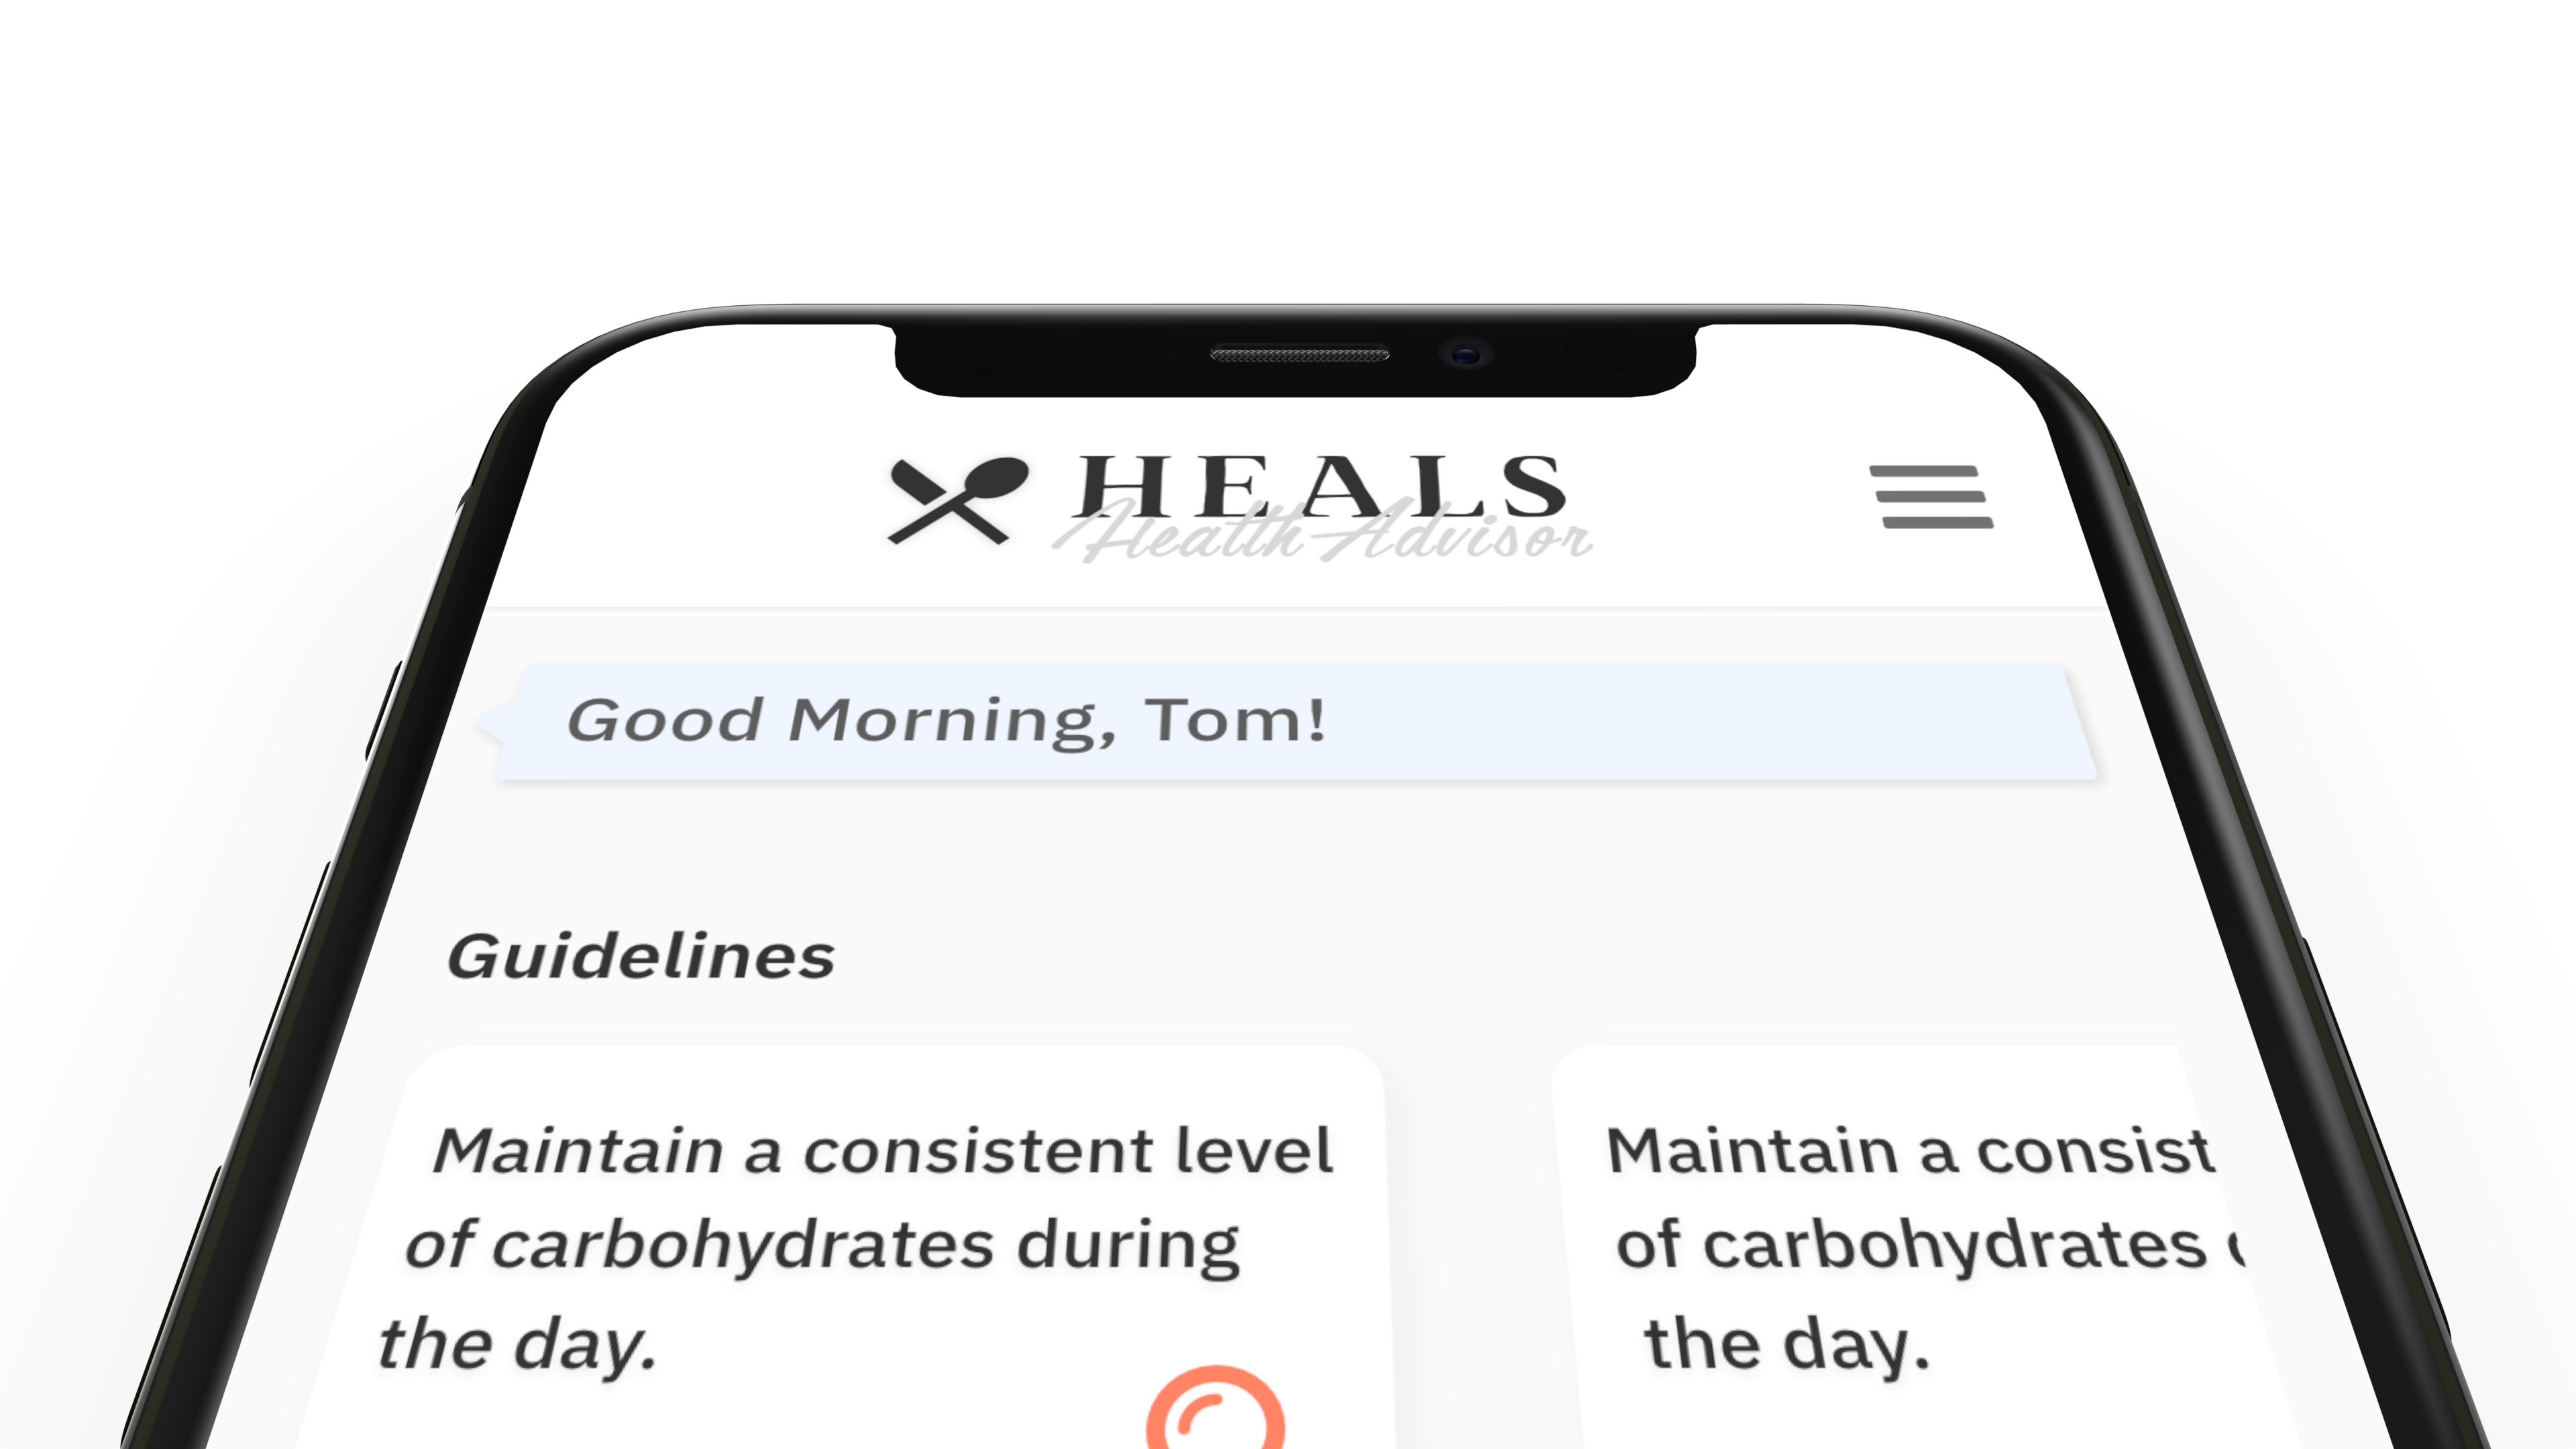 HEALS
Health Advisor
Good Morning, Tom!
Guidelines
Maintain a consistent level
of carbohydrates during
the day.
Maintain a consist
of carbohydrates
the day.